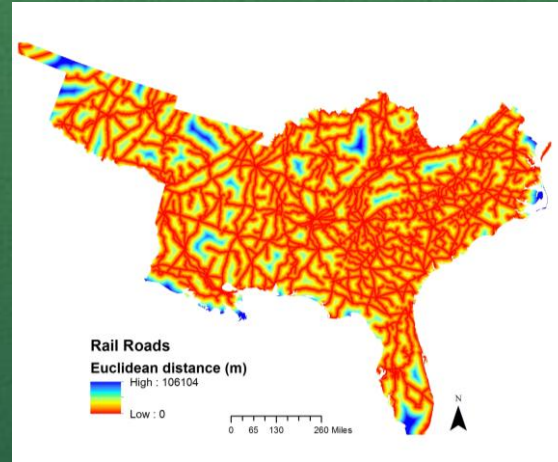 N
Rail Roads
Euclidean distance (m)
High : 106104
Low : 0
0 65 130 260 Miles